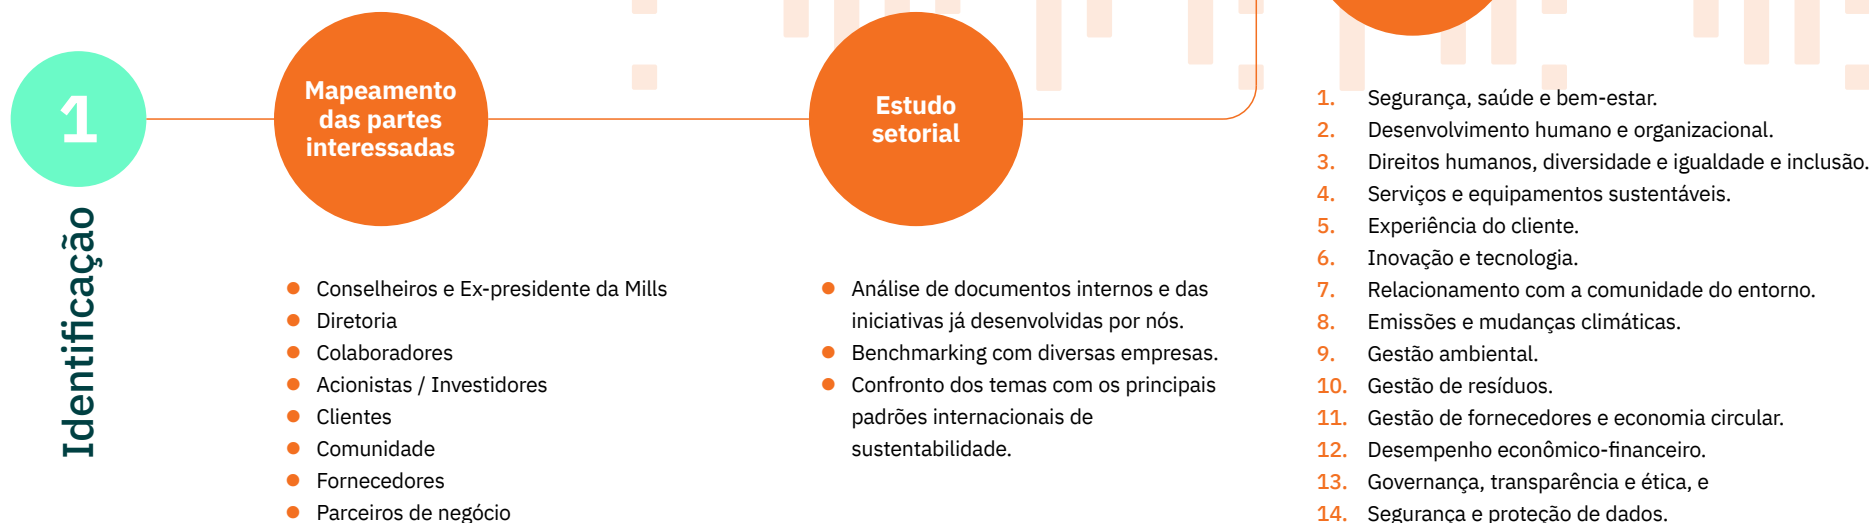 1
Identificação
Mapeamento
das partes
interessadas
Conselheiros e Ex-presidente da Mills
Diretoria
Colaboradores
Acionistas / Investidores
Clientes
Comunidade
Fornecedores
Parceiros de negócio
Estudo
setorial
Análise de documentos internos e das
iniciativas já desenvolvidas por nós.
Benchmarking com diversas empresas.
Confronto dos temas com os principais
padrões internacionais de
sustentabilidade.
1. Segurança, saúde e bem-estar.
2. Desenvolvimento humano e organizacional.
3. Direitos humanos, diversidade e igualdade e inclusão.
4. Serviços e equipamentos sustentáveis.
5. Experiência do cliente.
6. Inovação e tecnologia.
7. Relacionamento com a comunidade do entorno.
8. Emissões e mudanças climáticas.
9. Gestão ambiental.
10. Gestão de resíduos.
11. Gestão de fornecedores e economia circular.
12. Desempenho econômico-financeiro.
13. Governança, transparência e ética, e
14. Segurança e proteção de dados.